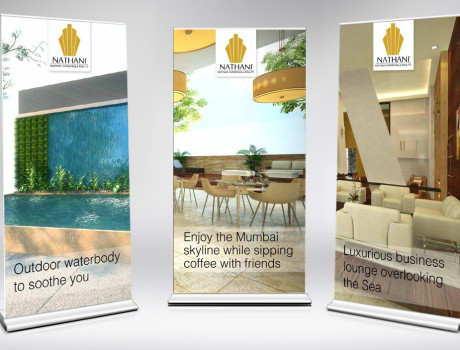 NATHANI
Outdoor waterbody
to soothe you
NATHANI
Enjoy the Mumbai
skyline while sipping
coffee with friends
NATHANI
Luxurious business
lounge overlooking
the Sea